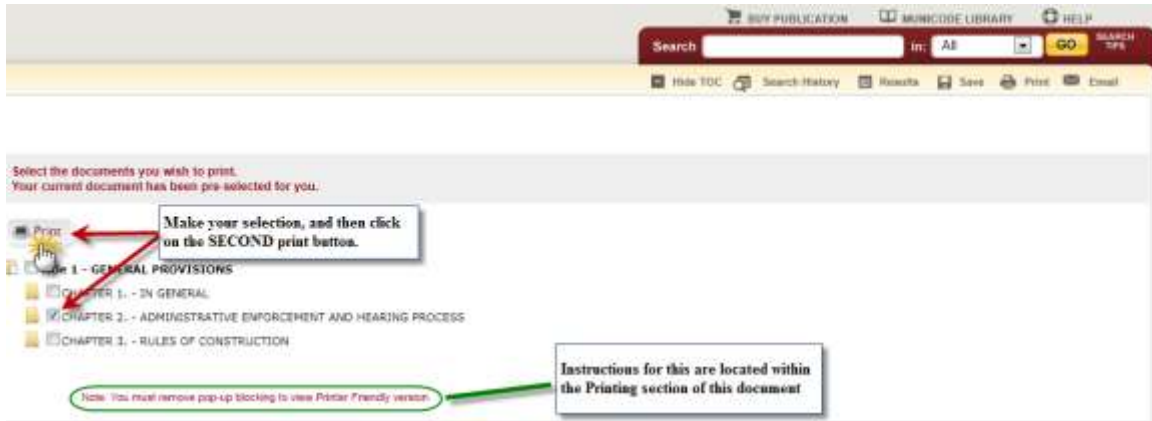 BUY PUBLICATION MUNICODE LIBRARY HELP
Search in: All GO SEARCH TIPS
Hide TOC Search History Results Save Print Email
Select the documents you wish to print.
Your current document has been pre-selected for you.
Print
Make your selection, and then click
on the SECOND print button.
1 - GENERAL PROVISIONS
CHAPTER 1. - IN GENERAL
CHAPTER 2. - ADMINISTRATIVE ENFORCEMENT AND HEARING PROCESS
CHAPTER 3. - RULES OF CONSTRUCTION
Instructions for this are located within
the Printing section of this document
Note: You must remove pop-up blocking to view Printer Friendly version